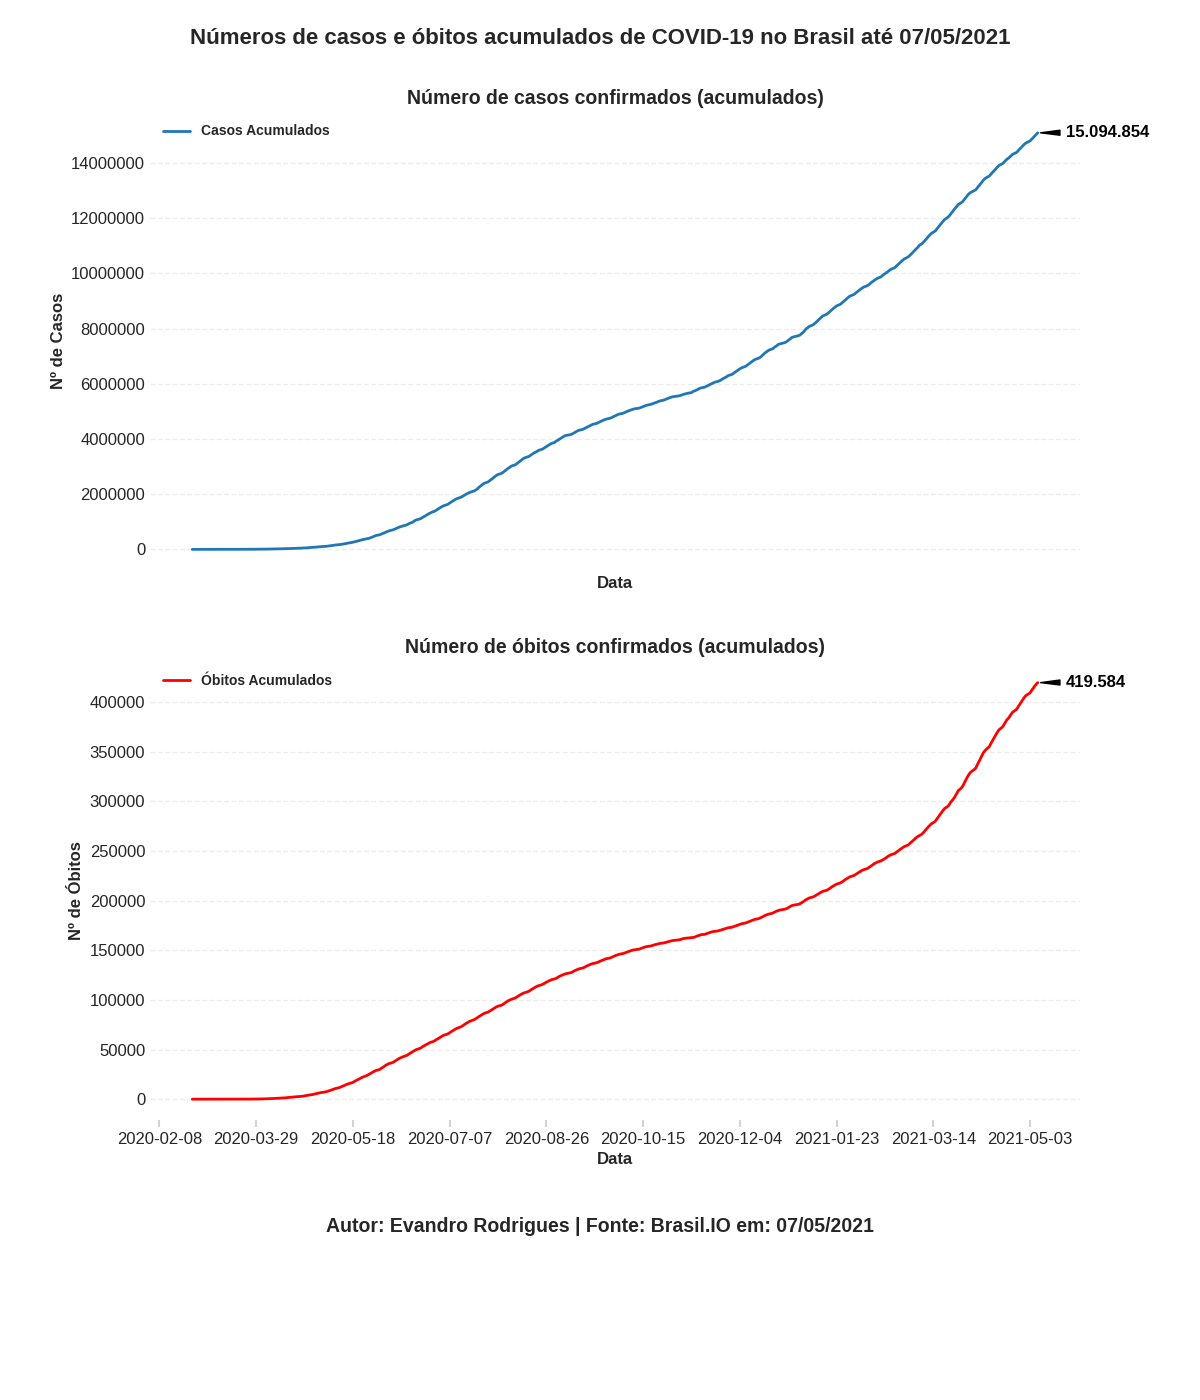 Números de casos e óbitos acumulados de COVID-19 no Brasil até 07/05/2021
Número de casos confirmados (acumulados)
Casos Acumulados
15.094.854
14000000
12000000
10000000
8000000
6000000
4000000
2000000
0
Nº de Casos
Data
Número de óbitos confirmados (acumulados)
Óbitos Acumulados
419.584
400000
350000
300000
250000
200000
150000
100000
50000
0
Nº de Óbitos
2020-02-08 2020-03-29 2020-05-18 2020-07-07 2020-08-26 2020-10-15 2020-12-04 2021-01-23 2021-03-14 2021-05-03
Data
Autor: Evandro Rodrigues | Fonte: Brasil.IO em: 07/05/2021